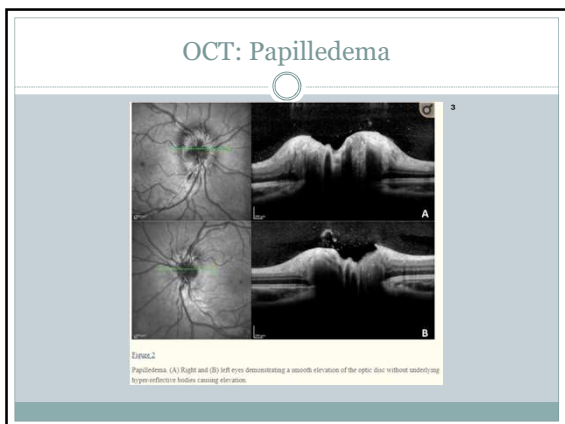 OCT: Papilledema
3
A
B
Figure 2
Papilledema. (A) Right and (B) left eyes demonstrating a smooth elevation of the optic disc without underlying
hyper-reflective bodies causing elevation.